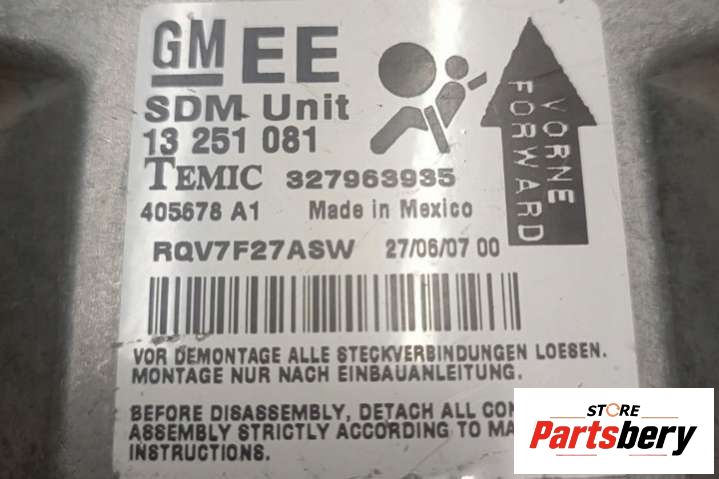 GM EE
SDM Unit
13 251 081
TEMIC 327963935
405678 A1 Made in Mexico
RQV7F27ASW 27/06/07 00
VORNE
FORWARD
VOR DEMONTAGE ALLE STECKVERBINDUNGEN LOESEN.
MONTAGE NUR NACH EINBAUANLEITUNG.
BEFORE DISASSEMBLY, DETACH ALL
ASSEMBLY STRICTLY ACCORDING TO
INSTRUCTIONS.
STORE
Partsbery